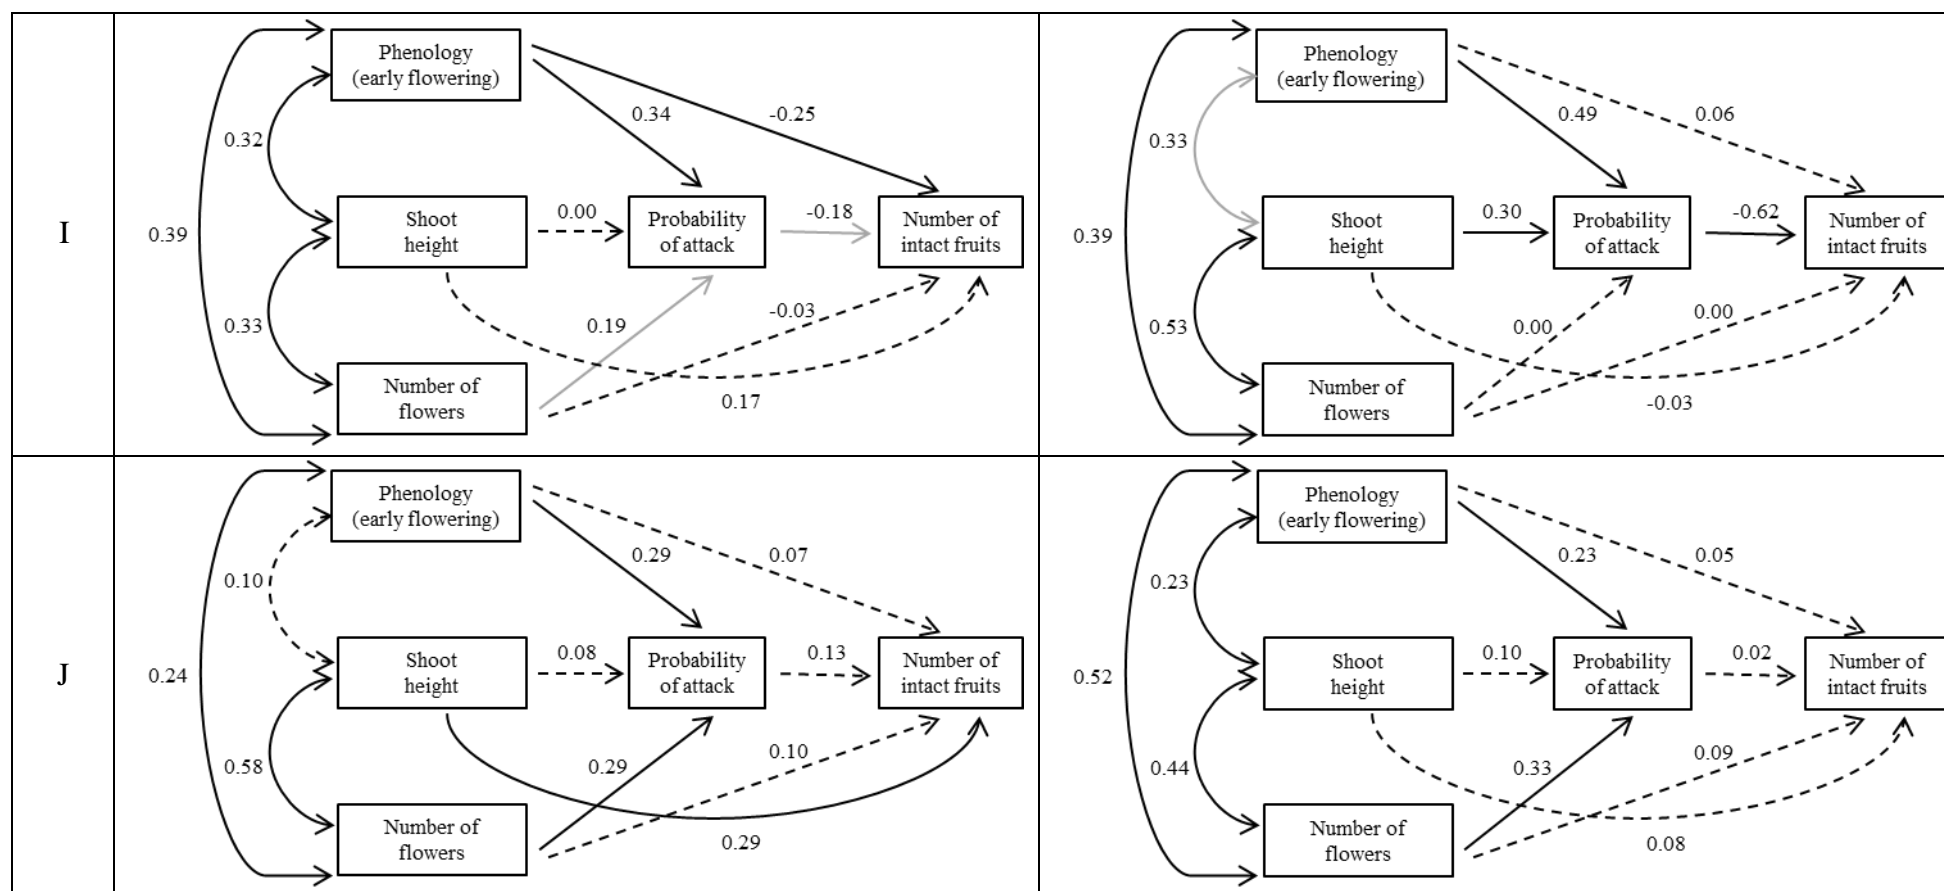 I
Phenology
(early flowering)
0.34
-0.25
0.32
0.39
Shoot
height
0.00
Probability
of attack
-0.18
Number of
intact fruits
0.33
0.19
-0.03
0.17
Number of
flowers
Phenology
(early flowering)
0.49
0.06
0.33
0.39
Shoot
height
0.30
Probability
of attack
-0.62
Number of
intact fruits
0.53
0.00
0.00
-0.03
Number of
flowers
J
Phenology
(early flowering)
0.29
0.07
0.10
0.24
Shoot
height
0.08
Probability
of attack
0.13
Number of
intact fruits
0.58
0.29
0.10
0.29
Number of
flowers
Phenology
(early flowering)
0.23
0.05
0.23
0.52
Shoot
height
0.10
Probability
of attack
0.02
Number of
intact fruits
0.44
0.33
0.09
0.08
Number of
flowers